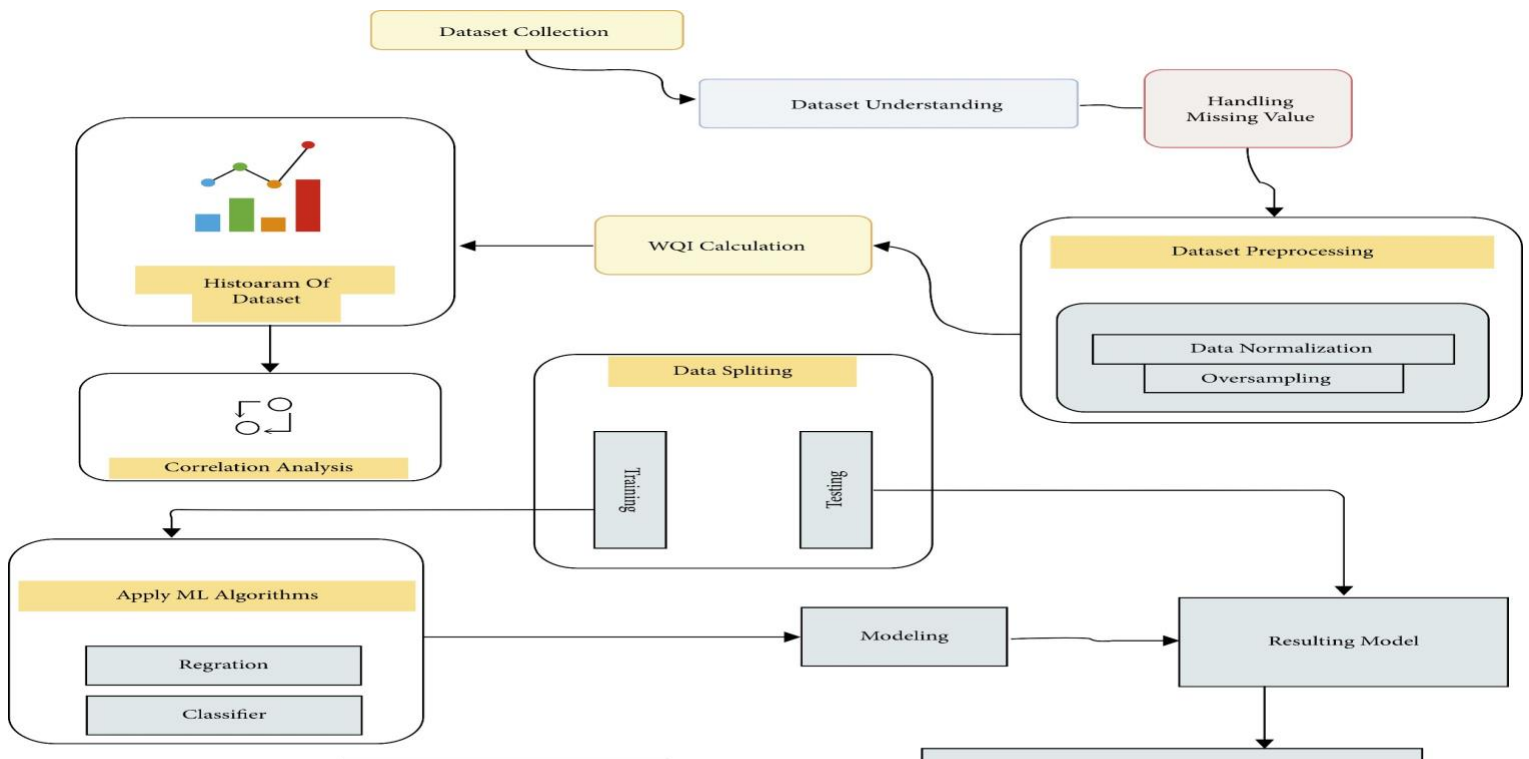 Dataset Collection
Dataset Understanding
Handling
Missing Value
Dataset Preprocessing
Data Normalization
Oversampling
WQI Calculation
Histoaram Of
Dataset
Correlation Analysis
Data Spliting
Training
Testing
Apply ML Algorithms
Regration
Classifier
Modeling
Resulting Model